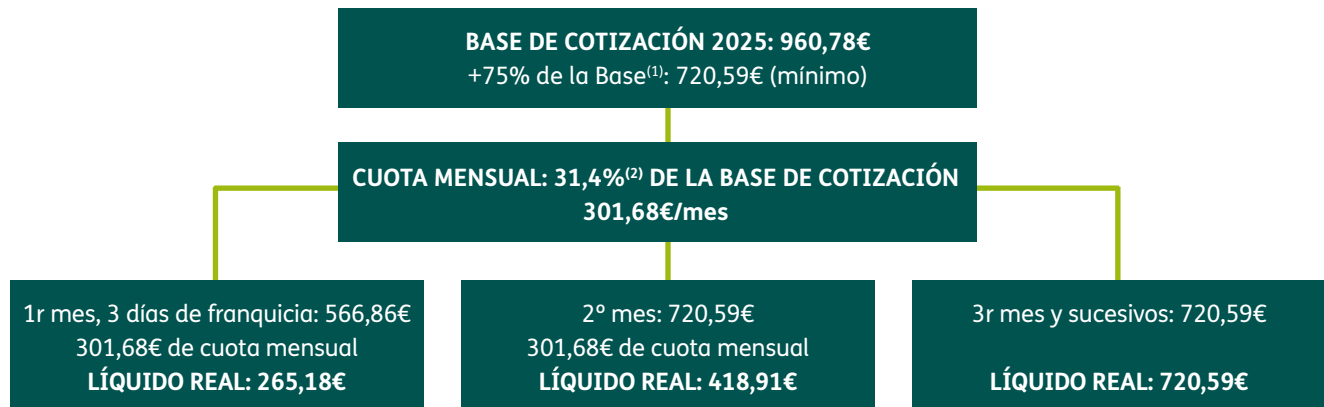 BASE DE COTIZACIÓN 2025: 960,78€
+75% de la Base(1): 720,59€ (mínimo)
CUOTA MENSUAL: 31,4%(2) DE LA BASE DE COTIZACIÓN
301,68€/mes
1r mes, 3 días de franquicia: 566,86€
301,68€ de cuota mensual
LÍQUIDO REAL: 265,18€
2º mes: 720,59€
301,68€ de cuota mensual
LÍQUIDO REAL: 418,91€
3r mes y sucesivos: 720,59€
LÍQUIDO REAL: 720,59€